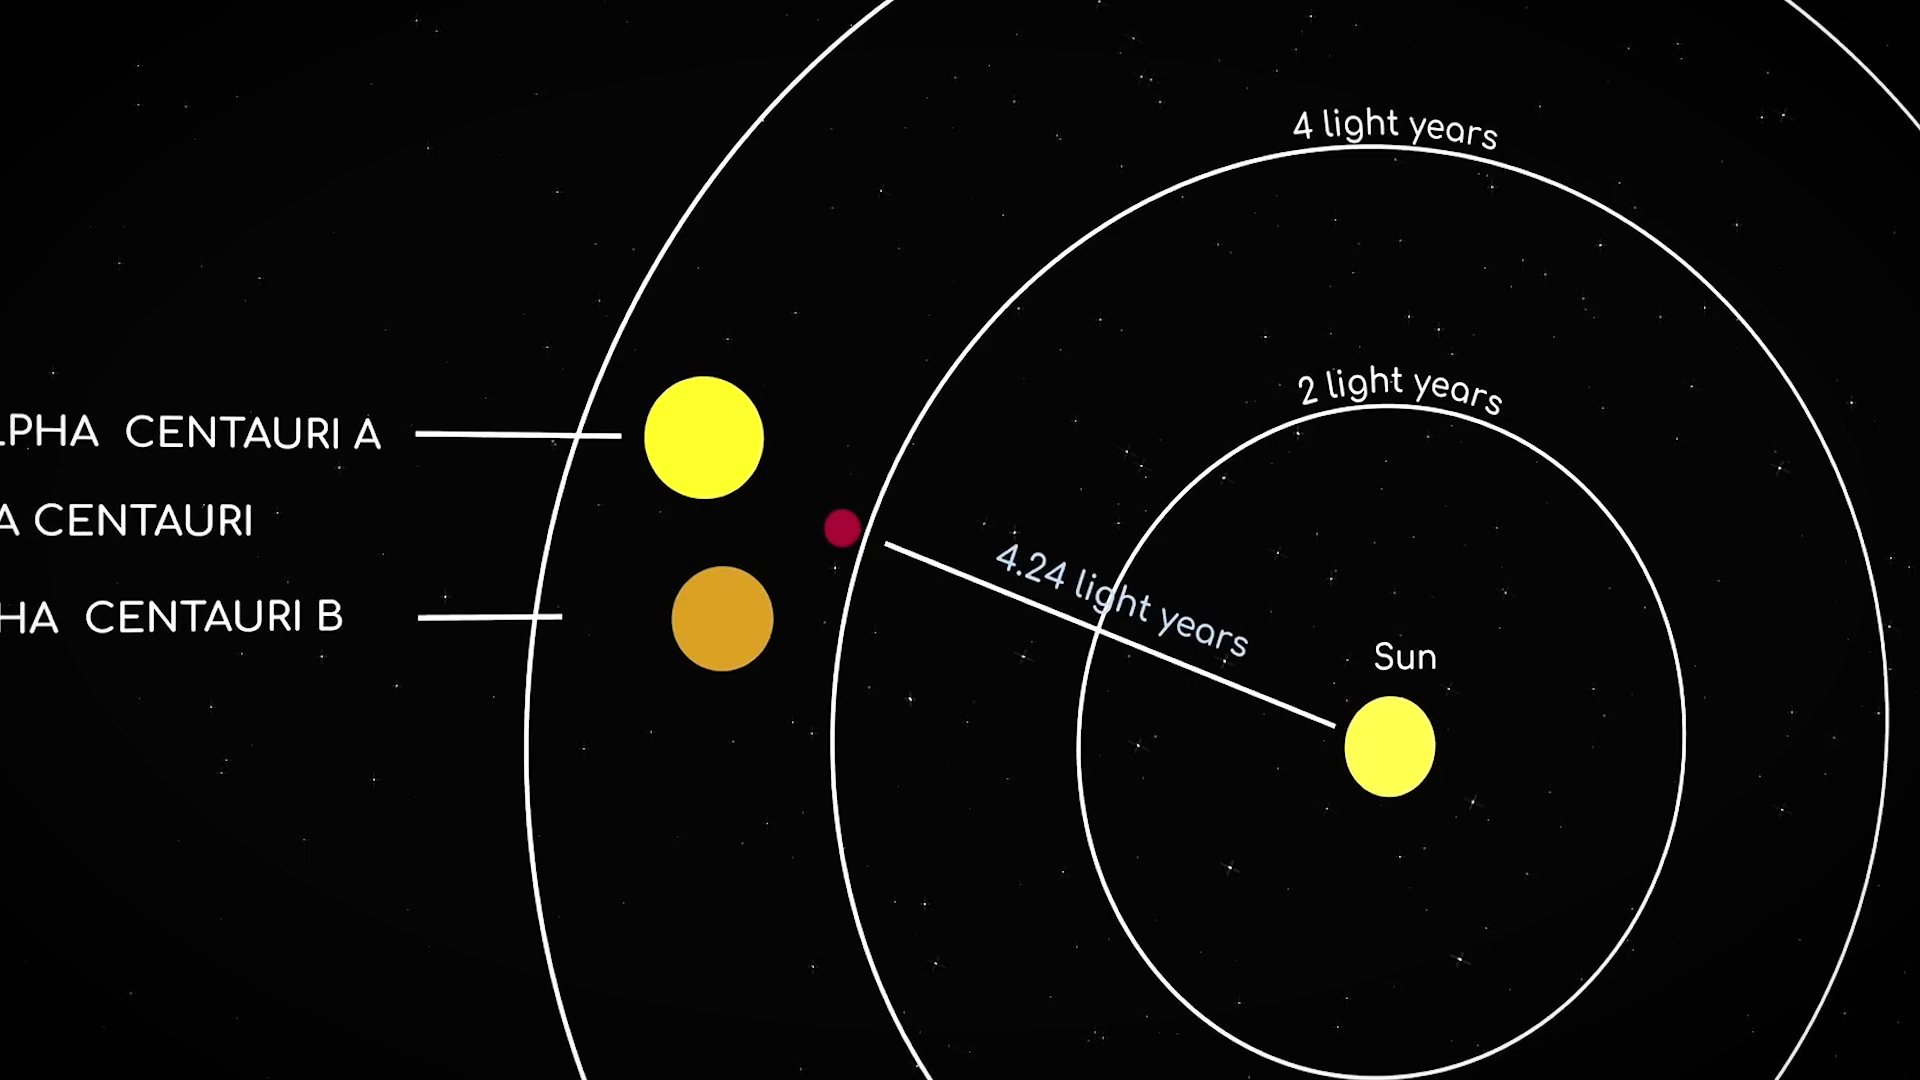 4 light years
2 light years
LPHA CENTAURI A
A CENTAURI
HA CENTAURI B
4.24 light years
Sun